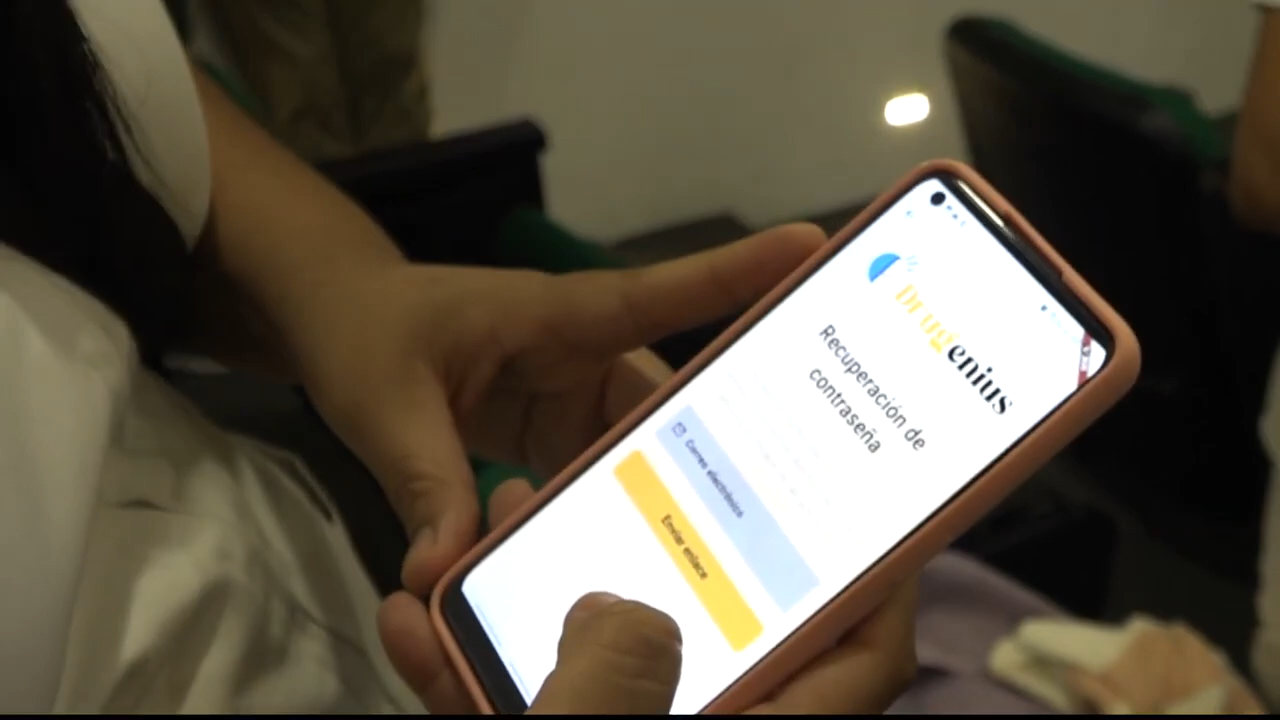 Drugenius
Recuperación de
contraseña
Correo electrónico
Enviar enlace